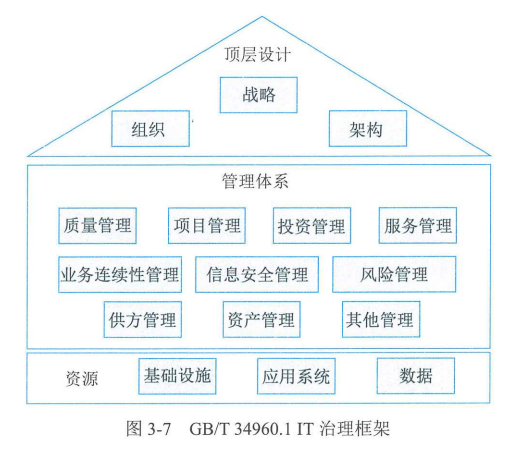 顶层设计
战略
组织 架构
管理体系
质量管理 项目管理 投资管理 服务管理
业务连续性管理 信息安全管理 风险管理
供方管理 资产管理 其他管理
资源 基础设施 应用系统 数据
图 3-7 GB/T 34960.1 IT 治理框架